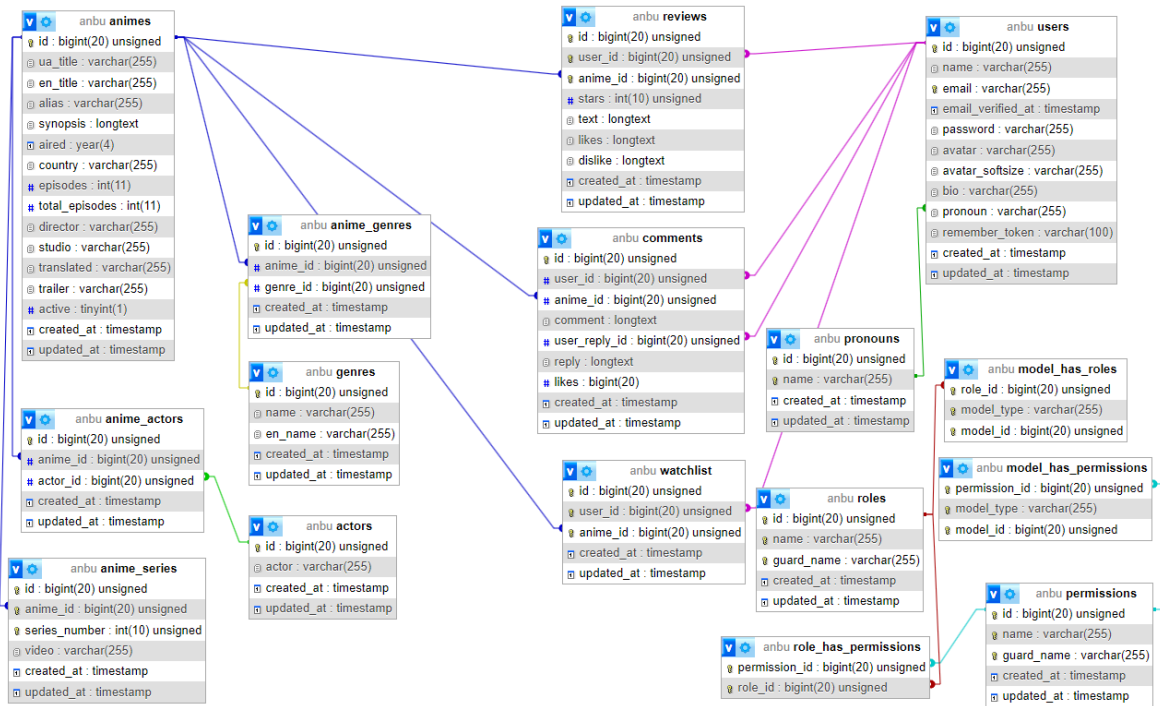 anbu animes
id : bigint(20) unsigned
ua_title : varchar(255)
en_title : varchar(255)
alias : varchar(255)
synopsis : longtext
aired : year(4)
country : varchar(255)
episodes : int(11)
total_episodes : int(11)
director : varchar(255)
studio : varchar(255)
translated : varchar(255)
trailer : varchar(255)
active : tinyint(1)
created_at : timestamp
updated_at : timestamp
anbu anime_genres
id : bigint(20) unsigned
anime_id : bigint(20) unsigned
genre_id : bigint(20) unsigned
created_at : timestamp
updated_at : timestamp
anbu genres
id : bigint(20) unsigned
name : varchar(255)
en_name : varchar(255)
created_at : timestamp
updated_at : timestamp
anbu anime_actors
id : bigint(20) unsigned
anime_id : bigint(20) unsigned
actor_id : bigint(20) unsigned
created_at : timestamp
updated_at : timestamp
anbu actors
id : bigint(20) unsigned
actor : varchar(255)
created_at : timestamp
updated_at : timestamp
anbu anime_series
id : bigint(20) unsigned
anime_id : bigint(20) unsigned
series_number : int(10) unsigned
video : varchar(255)
created_at : timestamp
updated_at : timestamp
anbu reviews
id : bigint(20) unsigned
user_id : bigint(20) unsigned
anime_id : bigint(20) unsigned
stars : int(10) unsigned
text : longtext
likes : longtext
dislike : longtext
created_at : timestamp
updated_at : timestamp
anbu comments
id : bigint(20) unsigned
user_id : bigint(20) unsigned
anime_id : bigint(20) unsigned
comment : longtext
user_reply_id : bigint(20) unsigned
reply : longtext
likes : bigint(20)
created_at : timestamp
updated_at : timestamp
anbu watchlist
id : bigint(20) unsigned
user_id : bigint(20) unsigned
anime_id : bigint(20) unsigned
created_at : timestamp
updated_at : timestamp
anbu users
id : bigint(20) unsigned
name : varchar(255)
email : varchar(255)
email_verified_at : timestamp
password : varchar(255)
avatar : varchar(255)
avatar_softsize : varchar(255)
bio : varchar(255)
pronoun : varchar(255)
remember_token : varchar(100)
created_at : timestamp
updated_at : timestamp
anbu pronouns
id : bigint(20) unsigned
name : varchar(255)
created_at : timestamp
updated_at : timestamp
anbu model_has_roles
role_id : bigint(20) unsigned
model_type : varchar(255)
model_id : bigint(20) unsigned
anbu model_has_permissions
permission_id : bigint(20) unsigned
model_type : varchar(255)
model_id : bigint(20) unsigned
anbu roles
id : bigint(20) unsigned
name : varchar(255)
guard_name : varchar(255)
created_at : timestamp
updated_at : timestamp
anbu permissions
id : bigint(20) unsigned
name : varchar(255)
guard_name : varchar(255)
created_at : timestamp
updated_at : timestamp
anbu role_has_permissions
permission_id : bigint(20) unsigned
role_id : bigint(20) unsigned